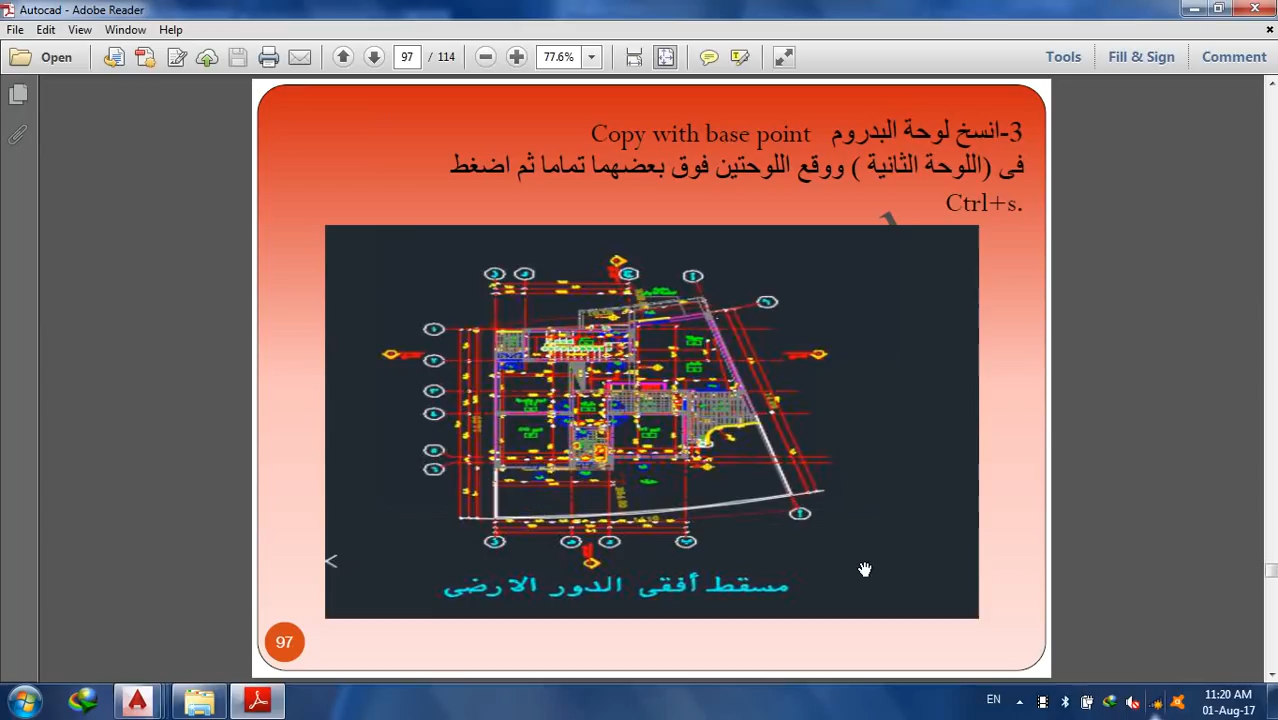 Autocad - Adobe Reader
File Edit View Window Help
Open 97 / 114 77.6% Tools Fill & Sign Comment
3-انسخ لوحة البدروم Copy with base point
فى (اللوحة الثانية ) ووقع اللوحتين فوق بعضهما تماما ثم اضغط
Ctrl+s.
مسقط أفقى الدور الارضى
97
EN 11:20 AM
01-Aug-17